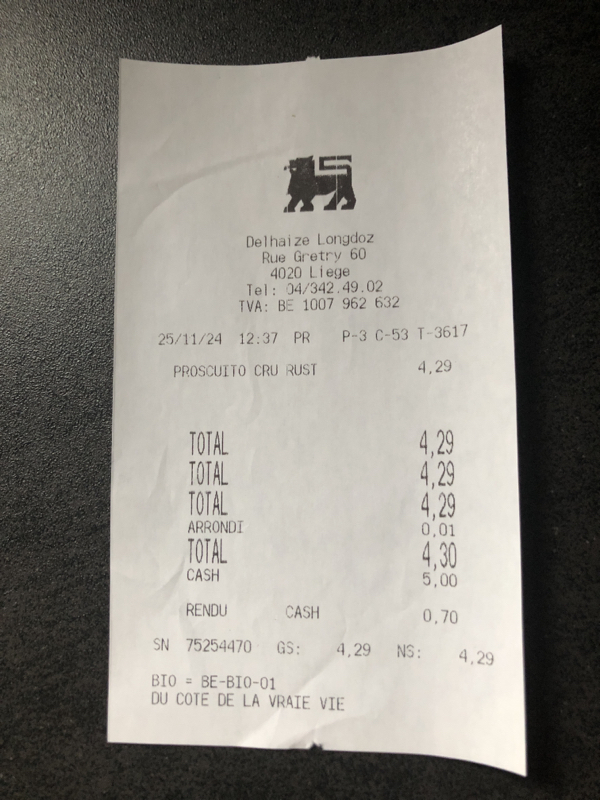 Delhaize Longdoz
Rue Gretry 60
4020 Liege
Tel: 04/342.49.02
TVA: BE 1007 962 632
25/11/24 12:37 PR P-3 C-53 T-3617
PROSCUITO CRU RUST 4,29
TOTAL 4,29
TOTAL 4,29
TOTAL 4,29
ARRONDI 0,01
TOTAL 4,30
CASH 5,00
RENDU CASH 0,70
SN 75254470 GS: 4,29 NS: 4,29
BIO = BE-BIO-01
DU COTE DE LA VRAIE VIE